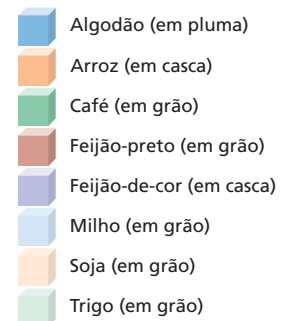 Algodão (em pluma)
Arroz (em casca)
Café (em grão)
Feijão-preto (em grão)
Feijão-de-cor (em casca)
Milho (em grão)
Soja (em grão)
Trigo (em grão)